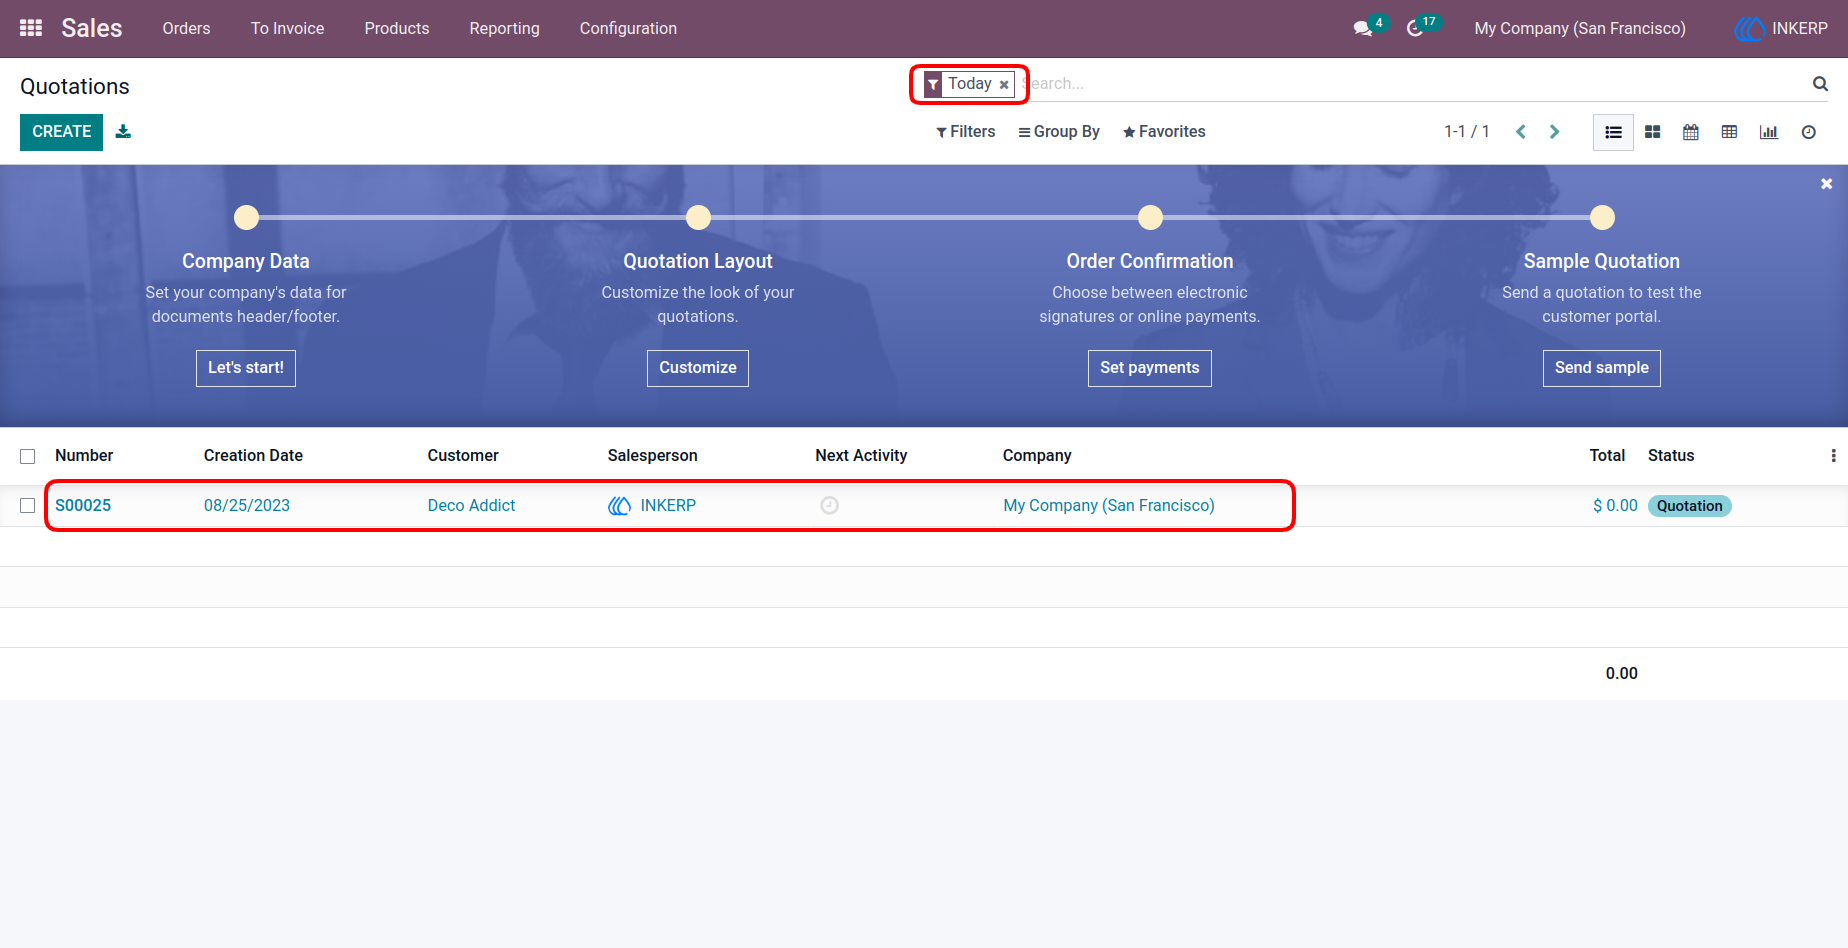 Sales Orders To Invoice Products Reporting Configuration 4 17 My Company (San Francisco) INKERP
Quotations Today Search...
CREATE Filters Group By Favorites 1-1 / 1
Company Data Quotation Layout Order Confirmation Sample Quotation
Set your company's data for Customize the look of your Choose between electronic Send a quotation to test the
documents header/footer. quotations. signatures or online payments. customer portal.
Let's start! Customize Set payments Send sample
Number Creation Date Customer Salesperson Next Activity Company Total Status
S00025 08/25/2023 Deco Addict INKERP My Company (San Francisco) $ 0.00 Quotation
0.00